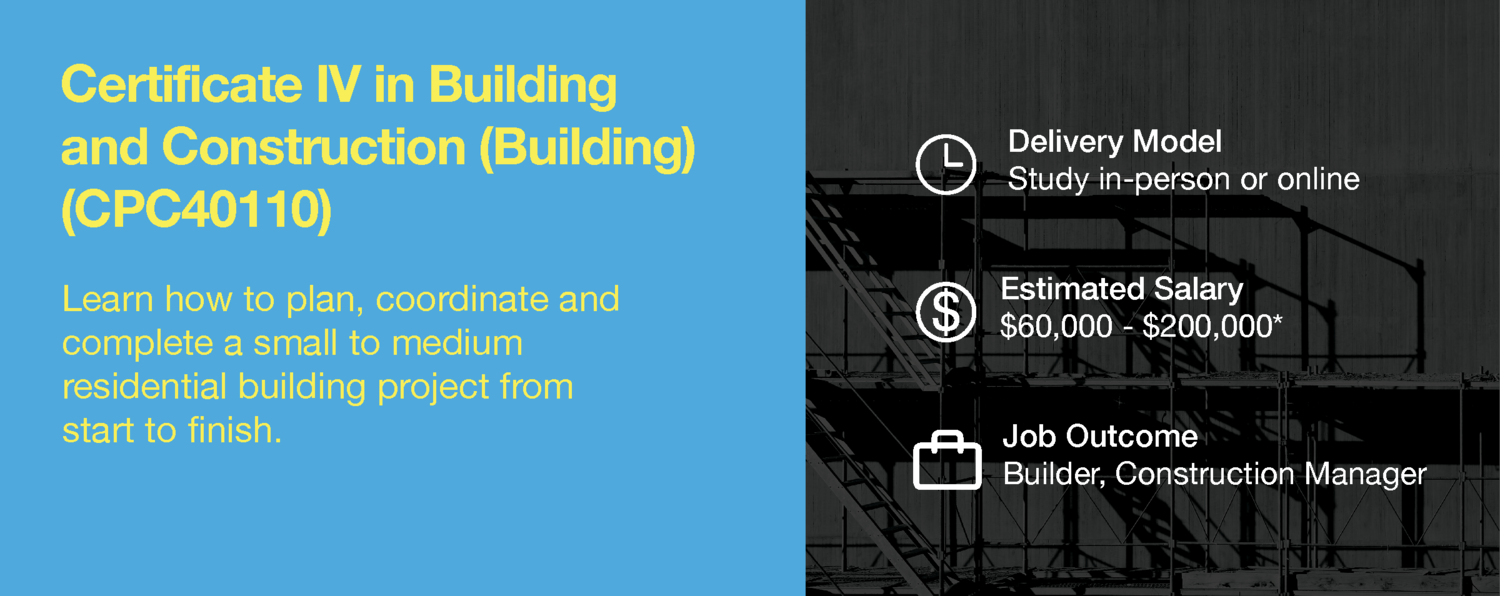 Certificate IV in Building
and Construction (Building)
(CPC40110)
Learn how to plan, coordinate and
complete a small to medium
residential building project from
start to finish.
Delivery Model
Study in-person or online
$
Estimated Salary
$60,000 - $200,000*
Job Outcome
Builder, Construction Manager